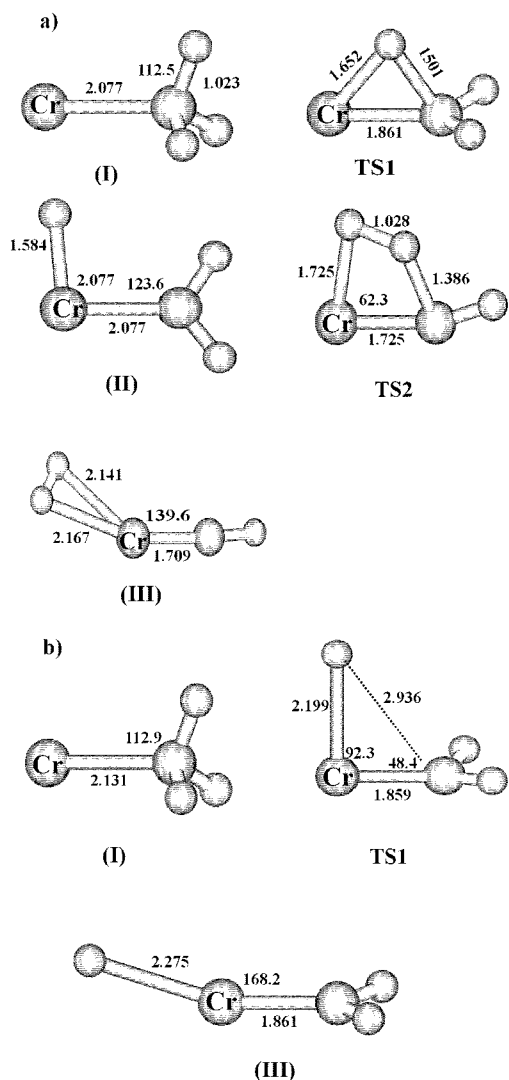 a)
112.5
2.077
1.023
Cr
(I)
1.652
1501
Cr
1.861
TS1
1.584
2.077
123.6
Cr
2.077
(II)
1.028
1.725
1.386
62.3
Cr
1.725
TS2
2.141
139.6
2.167
Cr
1.709
(III)
b)
112.9
Cr
2.131
(I)
2.199
2.936
92.3
48.4
Cr
1.859
TS1
2.275
168.2
Cr
1.861
(III)